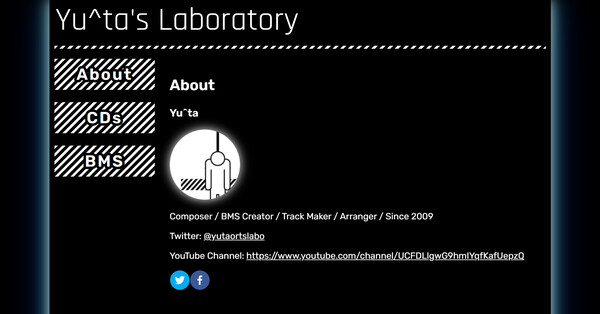 Yu^ta's Laboratory
About
CDs
BMS
About
Yu^ta
Composer / BMS Creator / Track Maker / Arranger / Since 2009
Twitter: @yutaortslabo
YouTube Channel: https://www.youtube.com/channel/UCFDLlgwG9hmIYqfKafUepzQ